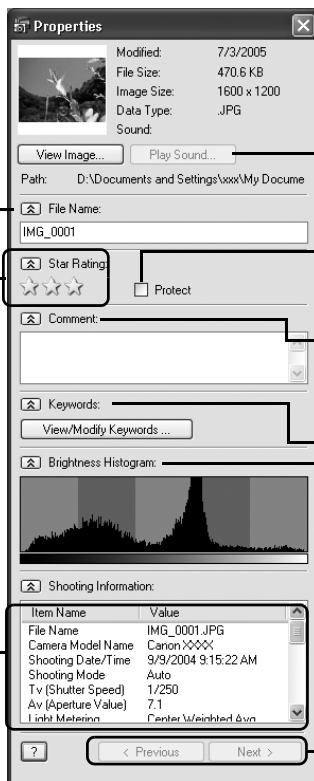 Properties
Modified: 7/3/2005
File Size: 470.6 KB
Image Size: 1600 x 1200
Data Type: .JPG
Sound:
View Image... Play Sound...
Path: D:\Documents and Settings\xxx\My Docume
File Name:
IMG_0001
Star Rating:
Protect
Comment:
Keywords:
View/Modify Keywords ...
Brightness Histogram:
Shooting Information:
Item Name Value
File Name IMG_0001.JPG
Camera Model Name Canon XXXX
Shooting Date/Time 9/9/2004 9:15:22 AM
Shooting Mode Auto
Tv (Shutter Speed) 1/250
Av (Aperture Value) 7.1
Light Metering Center Weighted Avg
? < Previous Next >